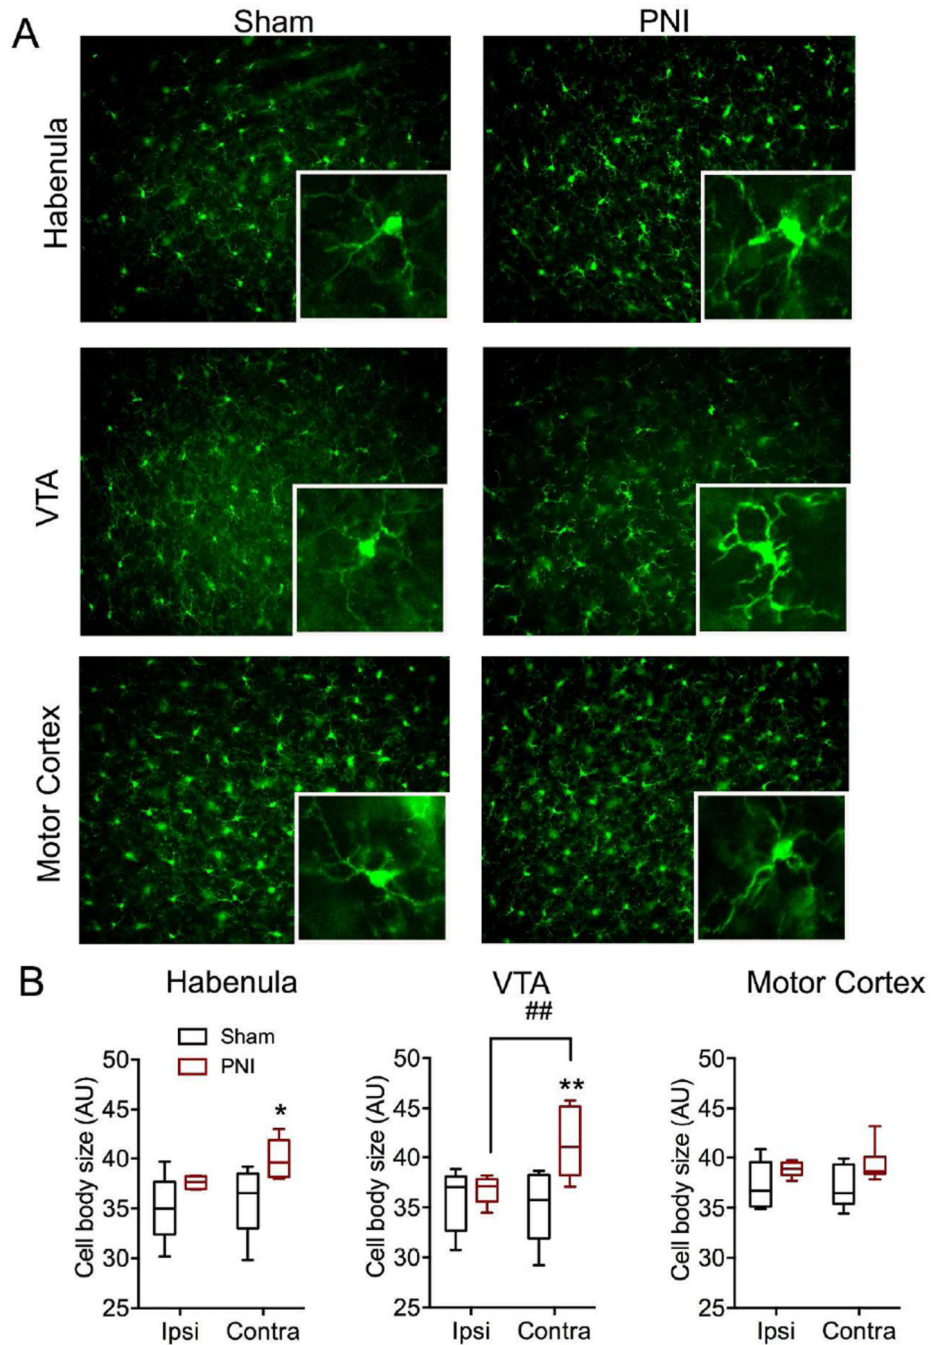 A
Sham PNI
Habenula
VTA
Motor Cortex
B
Habenula VTA Motor Cortex
##
Sham
PNI
Cell body size (AU)
50
45
40
35
30
25
*
Ipsi Contra
Cell body size (AU)
50
45
40
35
30
25
**
Ipsi Contra
Cell body size (AU)
50
45
40
35
30
25
Ipsi Contra